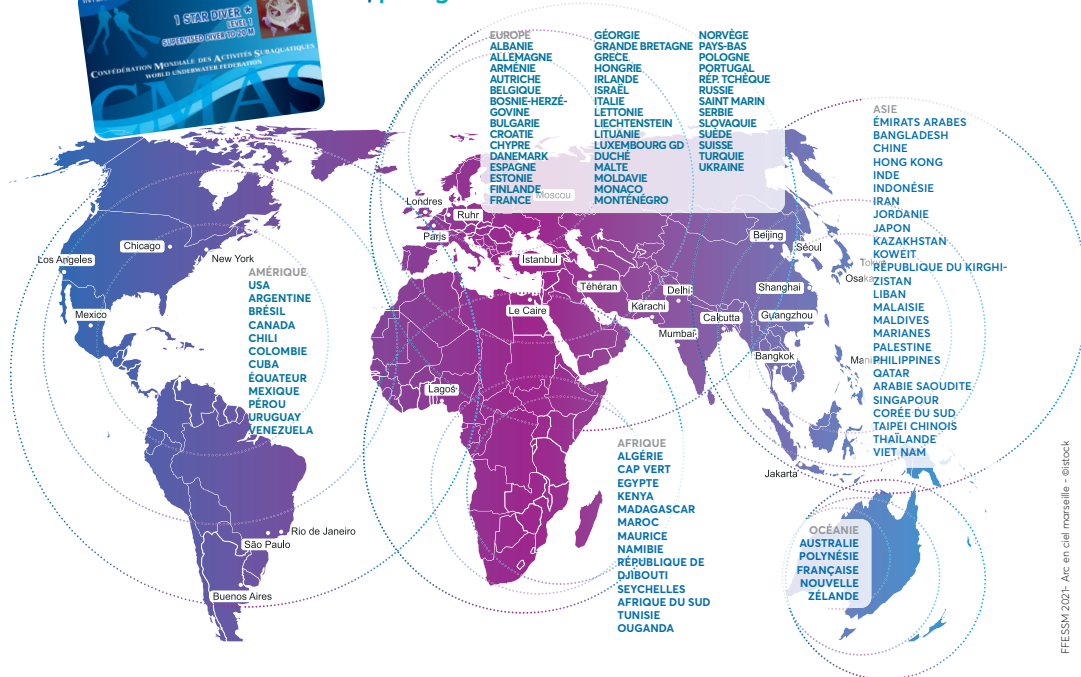 1 STAR DIVER
LEVEL 1
SUPERVISED DIVER TO 20 M
CONFÉDÉRATION MONDIALE DES ACTIVITÉS SUBAQUATIQUES
WORLD UNDERWATER FEDERATION
CMAS
EUROPE
ALBANIE
ALLEMAGNE
ARMÉNIE
AUTRICHE
BELGIQUE
BOSNIE-HERZÉ-
GOVINE
BULGARIE
CROATIE
CHYPRE
DANEMARK
ESPAGNE
ESTONIE
FINLANDE
FRANCE
GÉORGIE
GRANDE BRETAGNE
GRECE
HONGRIE
IRLANDE
ISRAËL
ITALIE
LETTONIE
LIECHTENSTEIN
LITUANIE
LUXEMBOURG GD
DUCHÉ
MALTE
MOLDAVIE
MONACO
MONTÉNÉGRO
NORVÈGE
PAYS-BAS
POLOGNE
PORTUGAL
RÉP. TCHÈQUE
RUSSIE
SAINT MARIN
SERBIE
SLOVAQUIE
SUÈDE
SUISSE
TURQUIE
UKRAINE
ASIE
ÉMIRATS ARABES
BANGLADESH
CHINE
HONG KONG
INDE
INDONÉSIE
IRAN
JORDANIE
JAPON
KAZAKHSTAN
KOWEIT
RÉPUBLIQUE DU KIRGHI-
ZISTAN
LIBAN
MALAISIE
MALDIVES
MARIANES
PALESTINE
PHILIPPINES
QATAR
ARABIE SAOUDITE
SINGAPOUR
CORÉE DU SUD
TAIPEI CHINOIS
THAÏLANDE
VIET NAM
AMÉRIQUE
USA
ARGENTINE
BRÉSIL
CANADA
CHILI
COLOMBIE
CUBA
ÉQUATEUR
MEXIQUE
PÉROU
URUGUAY
VENEZUELA
AFRIQUE
ALGÉRIE
CAP VERT
EGYPTE
KENYA
MADAGASCAR
MAROC
MAURICE
NAMIBIE
RÉPUBLIQUE DE
DJIBOUTI
SEYCHELLES
AFRIQUE DU SUD
TUNISIE
OUGANDA
OCÉANIE
AUSTRALIE
POLYNÉSIE
FRANÇAISE
NOUVELLE
ZÉLANDE
Chicago
Los Angeles
New York
Mexico
Rio de Janeiro
São Paulo
Buenos Aires
Londres
Ruhr
Paris
Moscou
Istanbul
Le Caire
Lagos
Téhéran
Karachi
Delhi
Mumbai
Calcutta
Beijing
Séoul
Shanghai
Guangzhou
Bangkok
Jakarta
FFESSM 2021- Arc en ciel marseille - ©istock